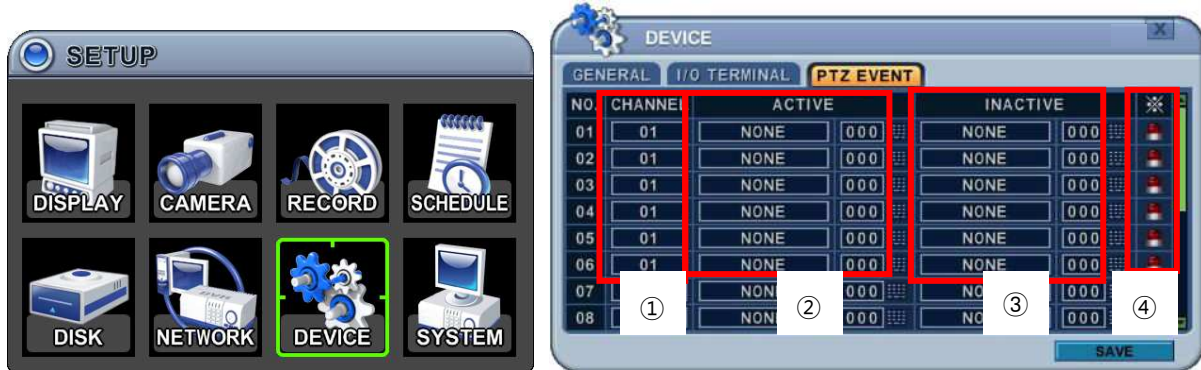 SETUP
DISPLAY CAMERA RECORD SCHEDULE
DISK NETWORK DEVICE SYSTEM
DEVICE X
GENERAL I/O TERMINAL PTZ EVENT
NO. CHANNEL ACTIVE INACTIVE ※
01 01 NONE 000 NONE 000
02 01 NONE 000 NONE 000
03 01 NONE 000 NONE 000
04 01 NONE 000 NONE 000
05 01 NONE 000 NONE 000
06 01 NONE 000 NONE 000
07 000 000
08 000 000
① ② ③ ④
SAVE